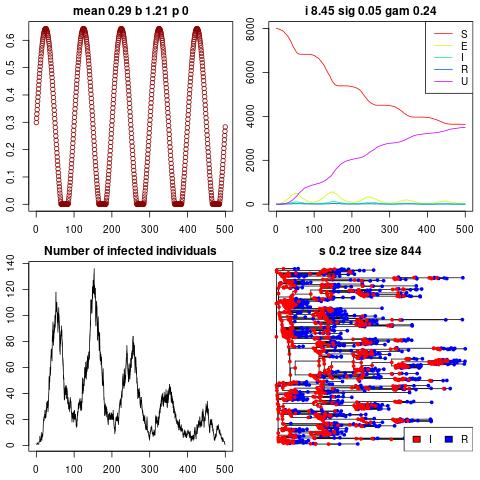 mean 0.29 b 1.21 p 0
0.0 0.1 0.2 0.3 0.4 0.5 0.6
0 100 200 300 400 500
i 8.45 sig 0.05 gam 0.24
0 2000 4000 6000 8000
S
E
I
R
U
0 100 200 300 400 500
Number of infected individuals
0 20 40 60 80 100 120 140
0 100 200 300 400 500
s 0.2 tree size 844
I R